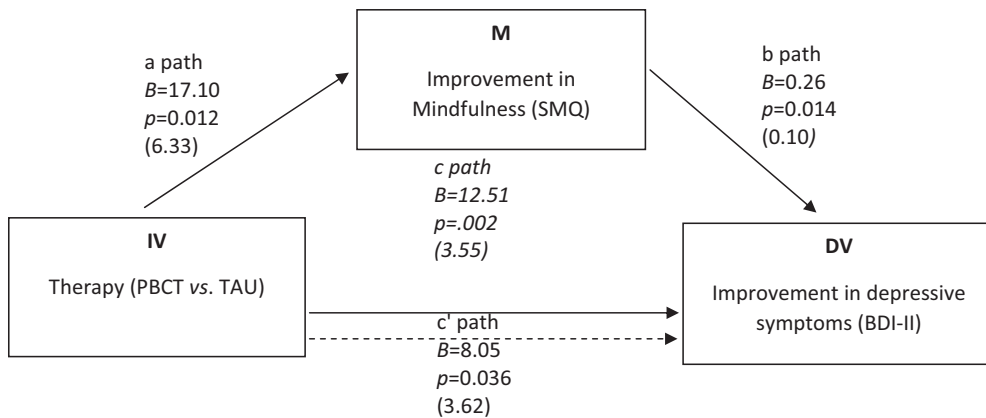 M
Improvement in
Mindfulness (SMQ)
a path
B=17.10
p=0.012
(6.33)
b path
B=0.26
p=0.014
(0.10)
c path
B=12.51
p=.002
(3.55)
IV
Therapy (PBCT vs. TAU)
DV
Improvement in depressive
symptoms (BDI-II)
c' path
B=8.05
p=0.036
(3.62)